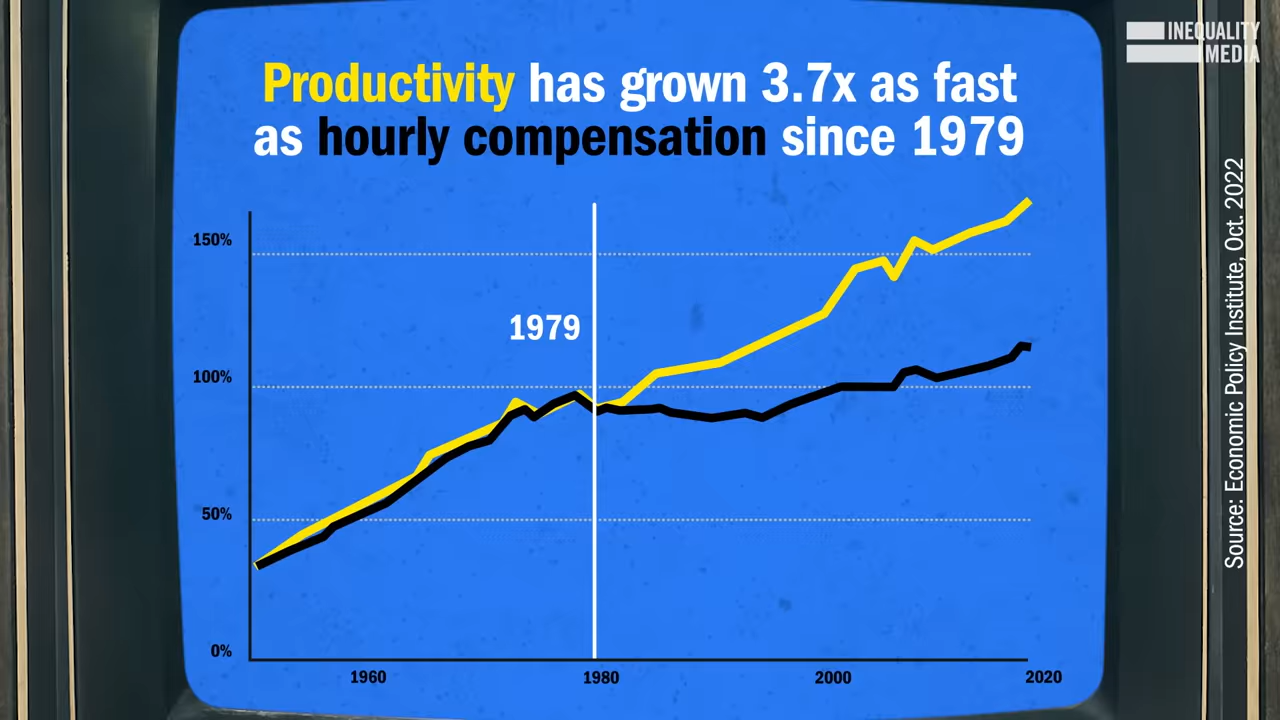 INEQUALITY
MEDIA
Productivity has grown 3.7x as fast
as hourly compensation since 1979
150%
1979
100%
50%
0%
1960
1980
2000
2020
Source: Economic Policy Institute, Oct. 2022